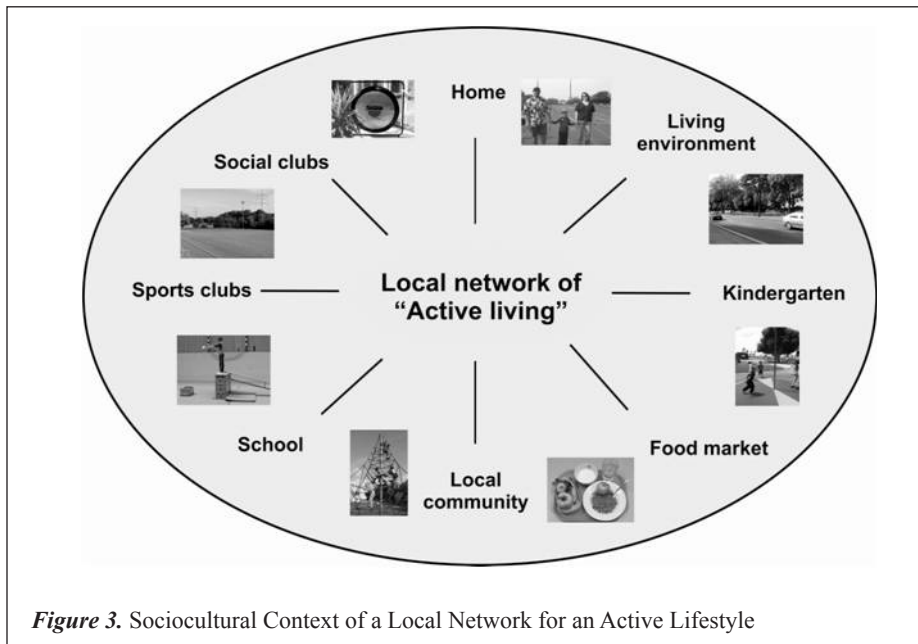 Home
Living
environment
Social clubs
Sports clubs
Local network of
“Active living”
Kindergarten
School
Local
community
Food market
Figure 3. Sociocultural Context of a Local Network for an Active Lifestyle